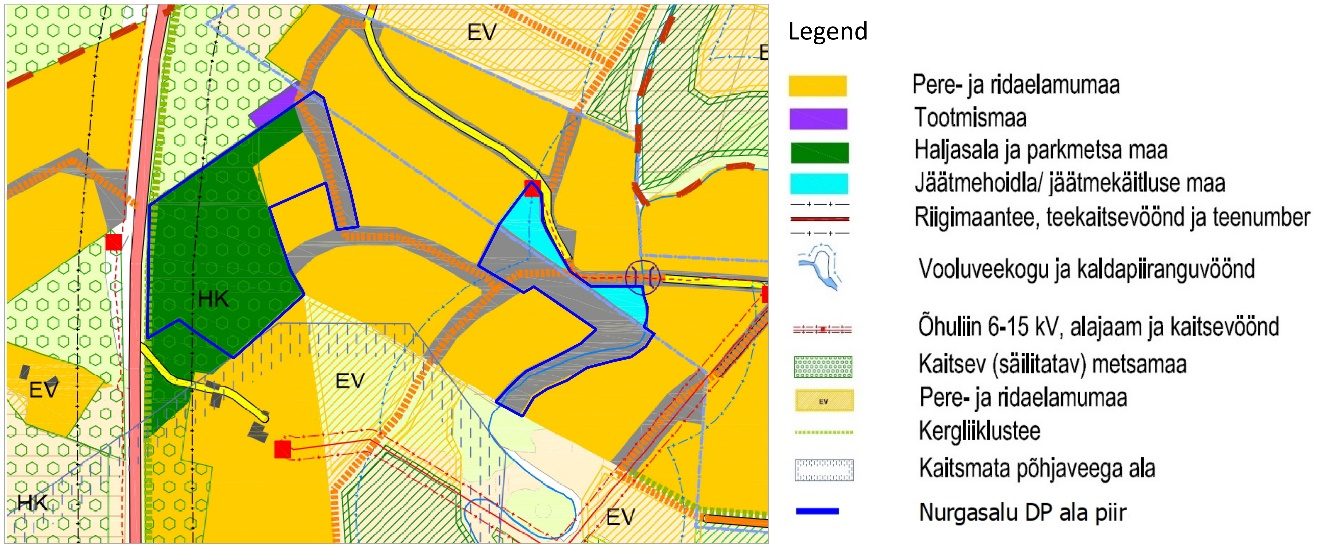 EV
E
HK
EV
EV
HK
EV
Legend
Pere- ja ridaelamumaa
Tootmismaa
Haljasala ja parkmetsa maa
Jäätmehoidla/ jäätmekäitluse maa
Riigimaantee, teekaitsevöönd ja teenumber
Vooluveekogu ja kaldapiiranguvöönd
Õhuliin 6-15 kV, alajaam ja kaitsevöönd
Kaitsev (säilitatav) metsamaa
EV Pere- ja ridaelamumaa
Kergliiklustee
Kaitsmata põhjaveega ala
Nurgasalu DP ala piir